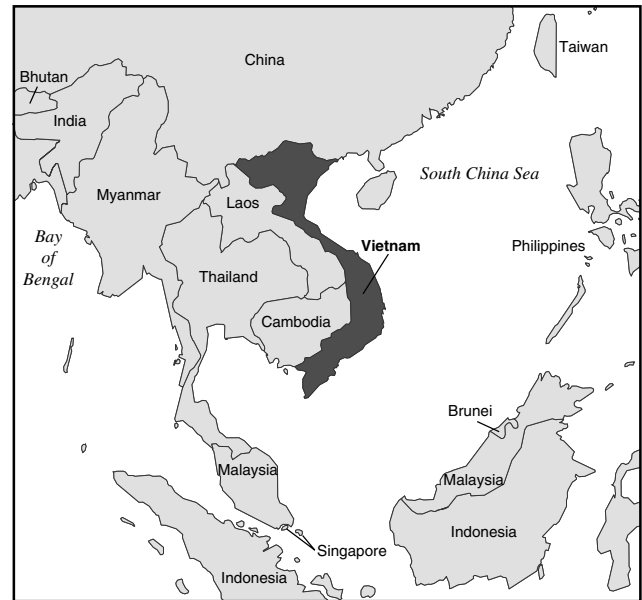 China
Taiwan
Bhutan
India
Myanmar
Laos
South China Sea
Bay
of
Bengal
Vietnam
Philippines
Thailand
Cambodia
Brunei
Malaysia
Malaysia
Indonesia
Singapore
Indonesia